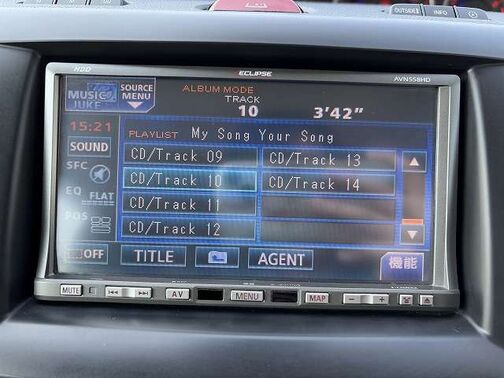 OUTSIDE INFO
HDD ECLIPSE AVN558HD
MUSIC JUKE SOURCE MENU ALBUM MODE
TRACK
10 3'42"
15:21 PLAYLIST My Song Your Song
SOUND CD/Track 09 CD/Track 13
SFC CD/Track 10 CD/Track 14
EQ FLAT CD/Track 11
POS CD/Track 12
OFF TITLE AGENT 機能
MUTE AV MENU MAP